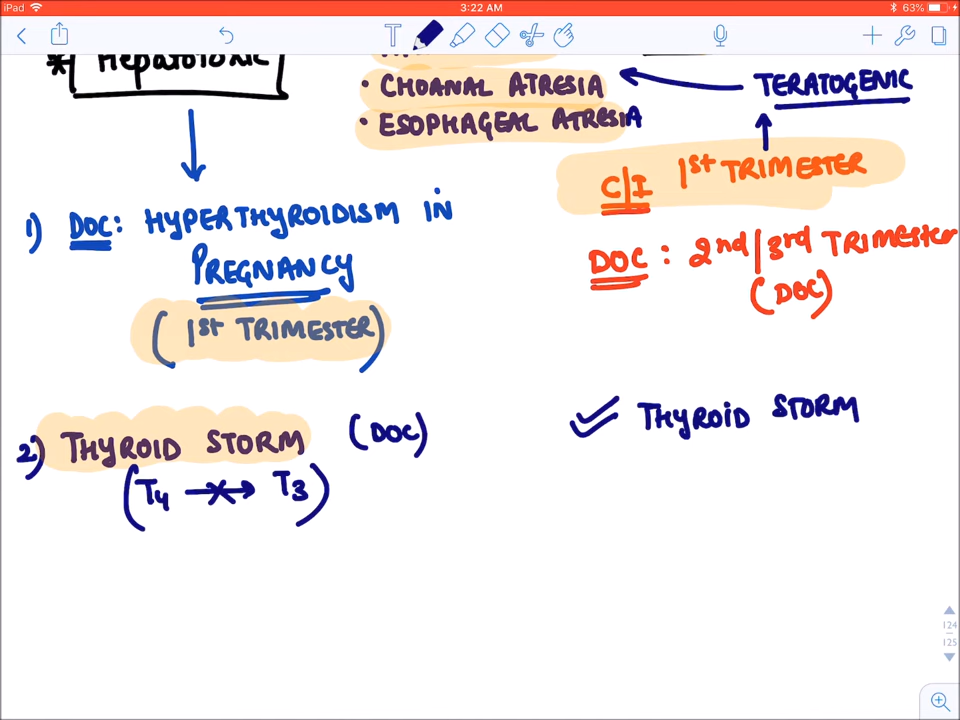 iPad
3:22 AM
63%
T
* Hepatotoxic
• CHOANAL ATRESIA
• ESOPHAGEAL ATRESIA
TERATOGENIC
C/I 1st TRIMESTER
DOC: 2nd/3rd TRIMESTER
(DOC)
1) DOC: HYPERTHYROIDISM IN
PREGNANCY
(1st TRIMESTER)
2) THYROID STORM (DOC)
(T4 → T3)
THYROID STORM
124
125